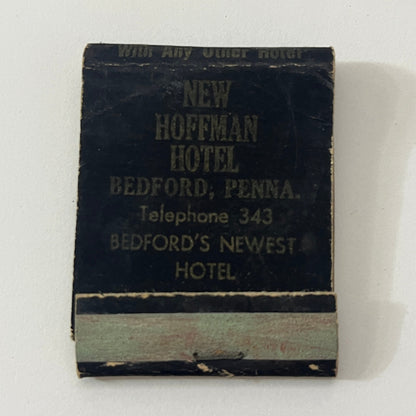 With Any Other Hotel
NEW
HOFFMAN
HOTEL
BEDFORD, PENNA.
Telephone 343
BEDFORD'S NEWEST
HOTEL